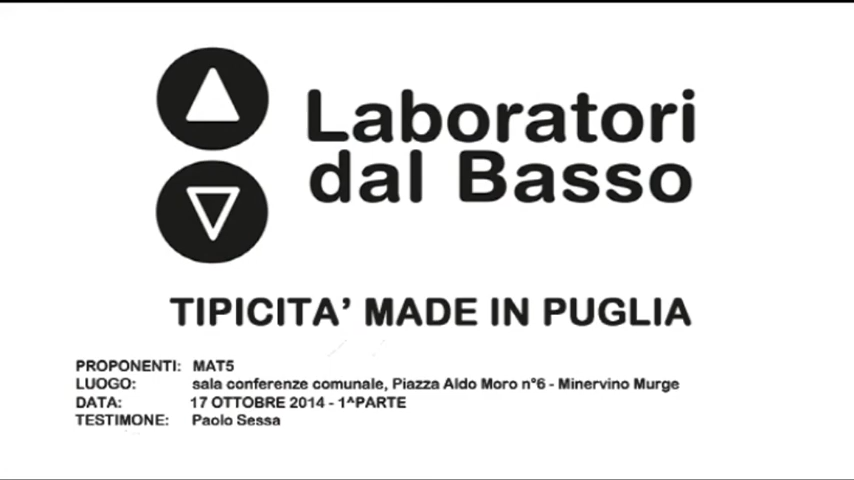 Laboratori
dal Basso
TIPICITA' MADE IN PUGLIA
PROPONENTI: MAT5
LUOGO: sala conferenze comunale, Piazza Aldo Moro n°6 - Minervino Murge
DATA: 17 OTTOBRE 2014 - 1^PARTE
TESTIMONE: Paolo Sessa